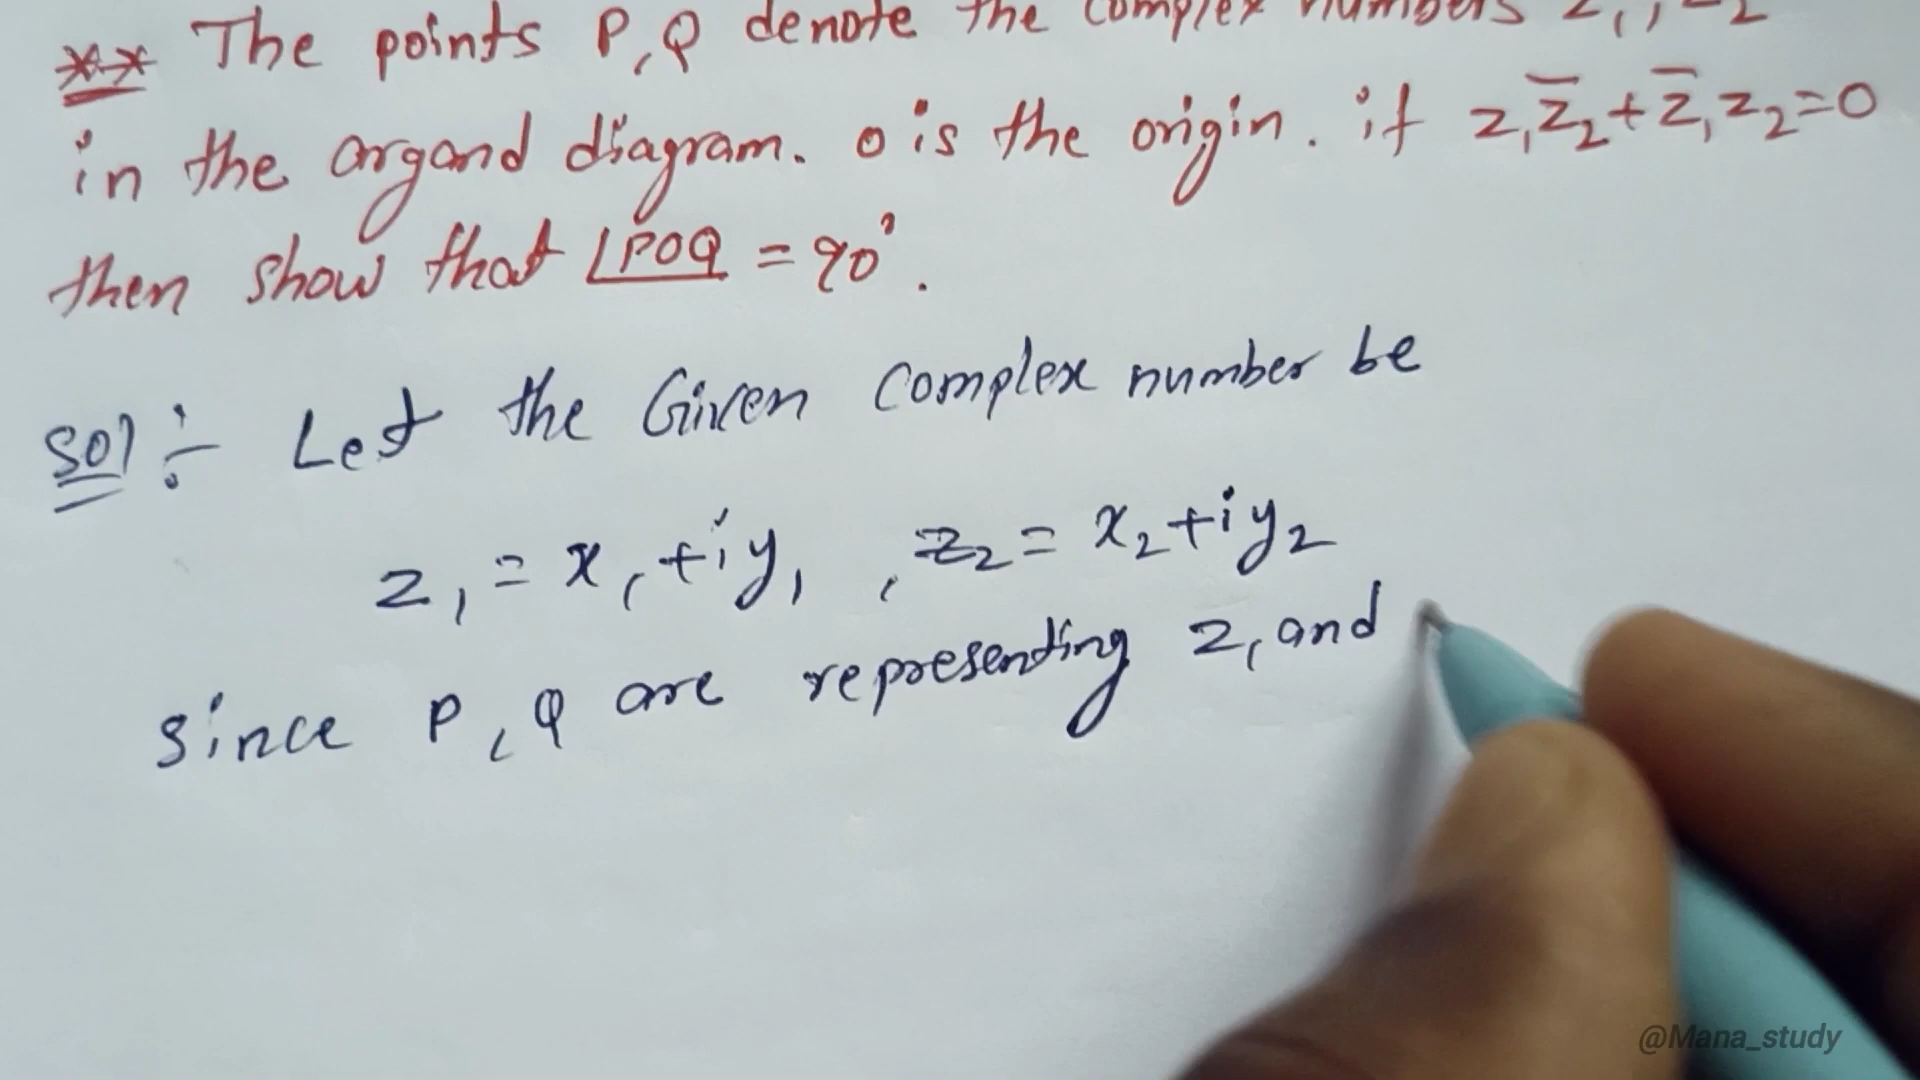 ** The points P,Q denote the complex numbers z₁, z₂
in the argand diagram. o is the origin. if z₁z̅₂+z̅₁z₂=0
then show that ∠POQ = 90°.
Sol÷ Let the Given complex number be
z₁ = x₁+iy₁, z₂ = x₂+iy₂
since P,Q are representing z₁ and
@Mana_study